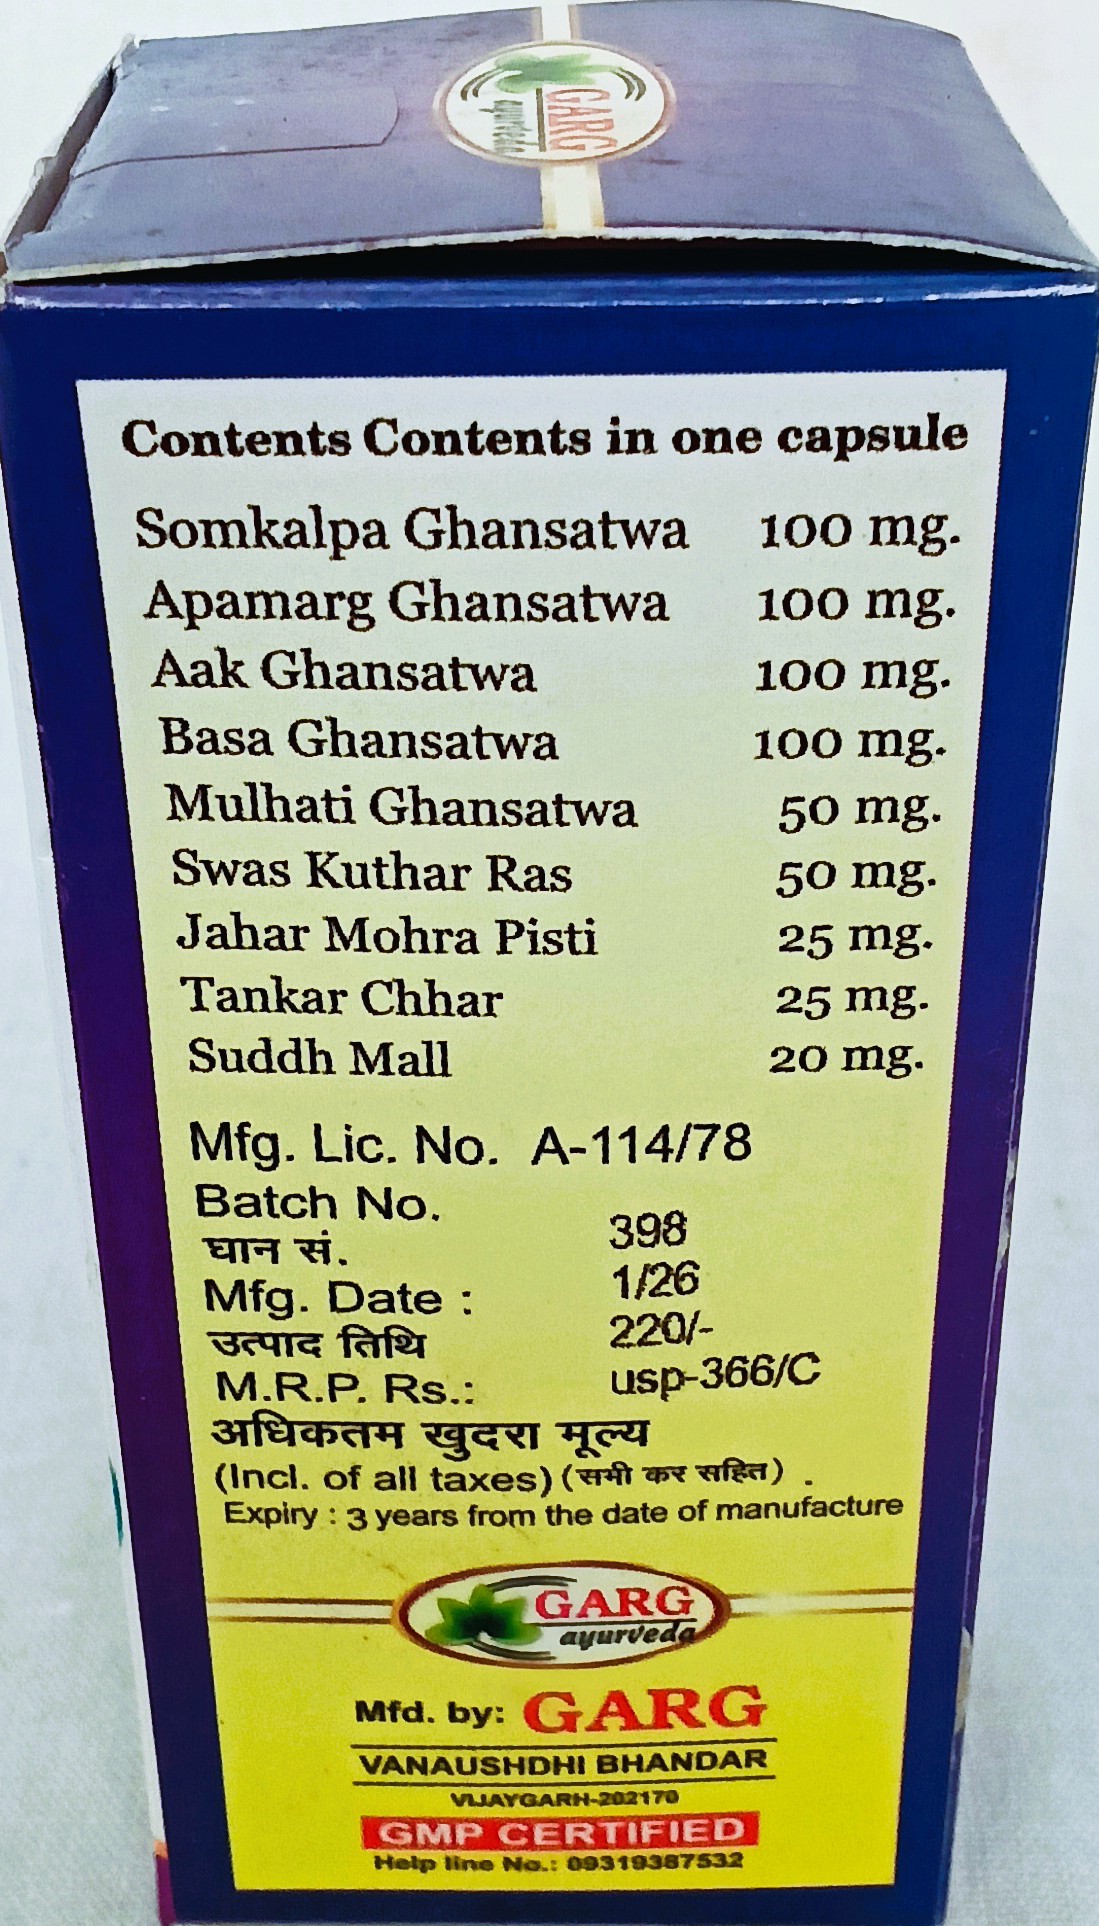 GARG
ayurveda
Contents Contents in one capsule
Somkalpa Ghansatwa 100 mg.
Apamarg Ghansatwa 100 mg.
Aak Ghansatwa 100 mg.
Basa Ghansatwa 100 mg.
Mulhati Ghansatwa 50 mg.
Swas Kuthar Ras 50 mg.
Jahar Mohra Pisti 25 mg.
Tankar Chhar 25 mg.
Suddh Mall 20 mg.
Mfg. Lic. No. A-114/78
Batch No.
घान सं. 398
Mfg. Date : 1/26
उत्पाद तिथि 220/-
M.R.P. Rs.: usp-366/C
अधिकतम खुदरा मूल्य
(Incl. of all taxes) (सभी कर सहित) .
Expiry : 3 years from the date of manufacture
GARG
ayurveda
Mfd. by: GARG
VANAUSHDHI BHANDAR
VIJAYGARH-202170
GMP CERTIFIED
Help line No.: 09319387532